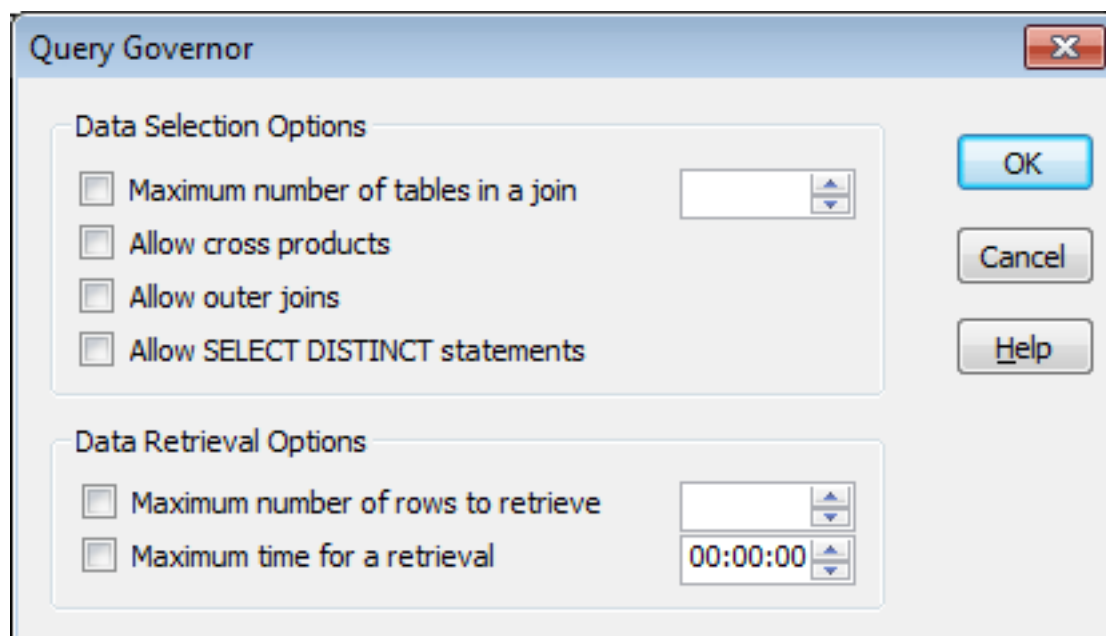 Query Governor
Data Selection Options
Maximum number of tables in a join
Allow cross products
Allow outer joins
Allow SELECT DISTINCT statements
OK
Cancel
Help
Data Retrieval Options
Maximum number of rows to retrieve
Maximum time for a retrieval 00:00:00